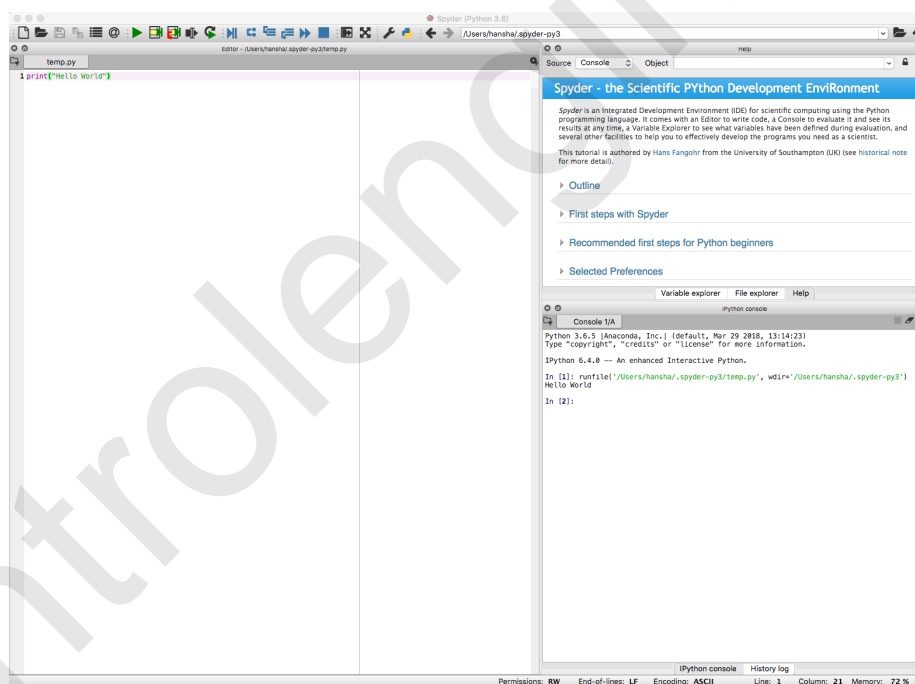 Spyder (Python 3.6)
/Users/hansha/.spyder-py3
Editor - /Users/hansha/.spyder-py3/temp.py
temp.py
1 print("Hello World")
Help
Source Console Object
Spyder - the Scientific PYthon Development EnviRonment
Spyder is an Integrated Development Environment (IDE) for scientific computing using the Python
programming language. It comes with an Editor to write code, a Console to evaluate it and see its
results at any time, a Variable Explorer to see what variables have been defined during evaluation, and
several other facilities to help you to effectively develop the programs you need as a scientist.
This tutorial is authored by Hans Fangohr from the University of Southampton (UK) (see historical note
for more detail).
Outline
First steps with Spyder
Recommended first steps for Python beginners
Selected Preferences
Variable explorer File explorer Help
IPython console
Console 1/A
Python 3.6.5 |Anaconda, Inc.| (default, Mar 29 2018, 13:14:23)
Type "copyright", "credits" or "license" for more information.
IPython 6.4.0 -- An enhanced Interactive Python.
In [1]: runfile('/Users/hansha/.spyder-py3/temp.py', wdir='/Users/hansha/.spyder-py3')
Hello World
In [2]:
IPython console History log
Permissions: RW End-of-lines: LF Encoding: ASCII Line: 1 Column: 21 Memory: 72 %
ntrolengi